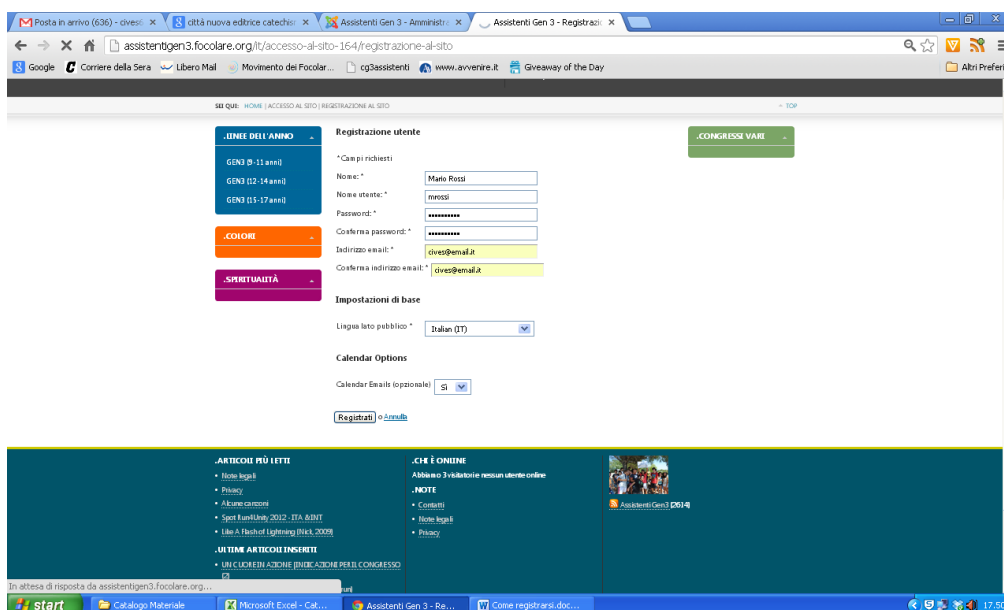 Posta in arrivo (636) - cives6
città nuova editrice catechisr
Assistenti Gen 3 - Amministra
Assistenti Gen 3 - Registrazio
assistentigen3.focolare.org/it/accesso-al-sito-164/registrazione-al-sito
Google Corriere della Sera Libero Mail Movimento dei Focolar... cg3assistenti www.avvenire.it Giveaway of the Day Altri Preferi
SEI QUI: HOME | ACCESSO AL SITO | REGISTRAZIONE AL SITO
^ TOP
.LINEE DELL'ANNO
GEN3 (9-11 anni)
GEN3 (12-14 anni)
GEN3 (15-17 anni)
.COLORI
.SPIRITUALITÀ
Registrazione utente
*Campi richiesti
Nome: * Mario Rossi
Nome utente: * mrossi
Password: * ••••••••••
Conferma password: * ••••••••••
Indirizzo email: * cives@email.it
Conferma indirizzo email: * cives@email.it
Impostazioni di base
Lingua lato pubblico * Italian (IT)
Calendar Options
Calendar Emails (opzionale) Sì
Registrati o Annulla
.CONGRESSI VARI
.ARTICOLI PIÙ LETTI
• Note legali
• Privacy
• Alcune canzoni
• Spot Run4Unity 2012 - ITA & INT
• Like A Flash of Lightning (Nick, 2009)
.ULTIMI ARTICOLI INSERITI
• UN CUORE IN AZIONE [INDICAZIONI PER IL CONGRESSO
.CHI È ONLINE
Abbiamo 3 visitatori e nessun utente online
.NOTE
• Contatti
• Note legali
• Privacy
Assistenti Gen3 (2614)
In attesa di risposta da assistentigen3.focolare.org...
start
Catalogo Materiale
Microsoft Excel - Cat...
Assistenti Gen 3 - Re...
Come registrarsi.doc...
17.50